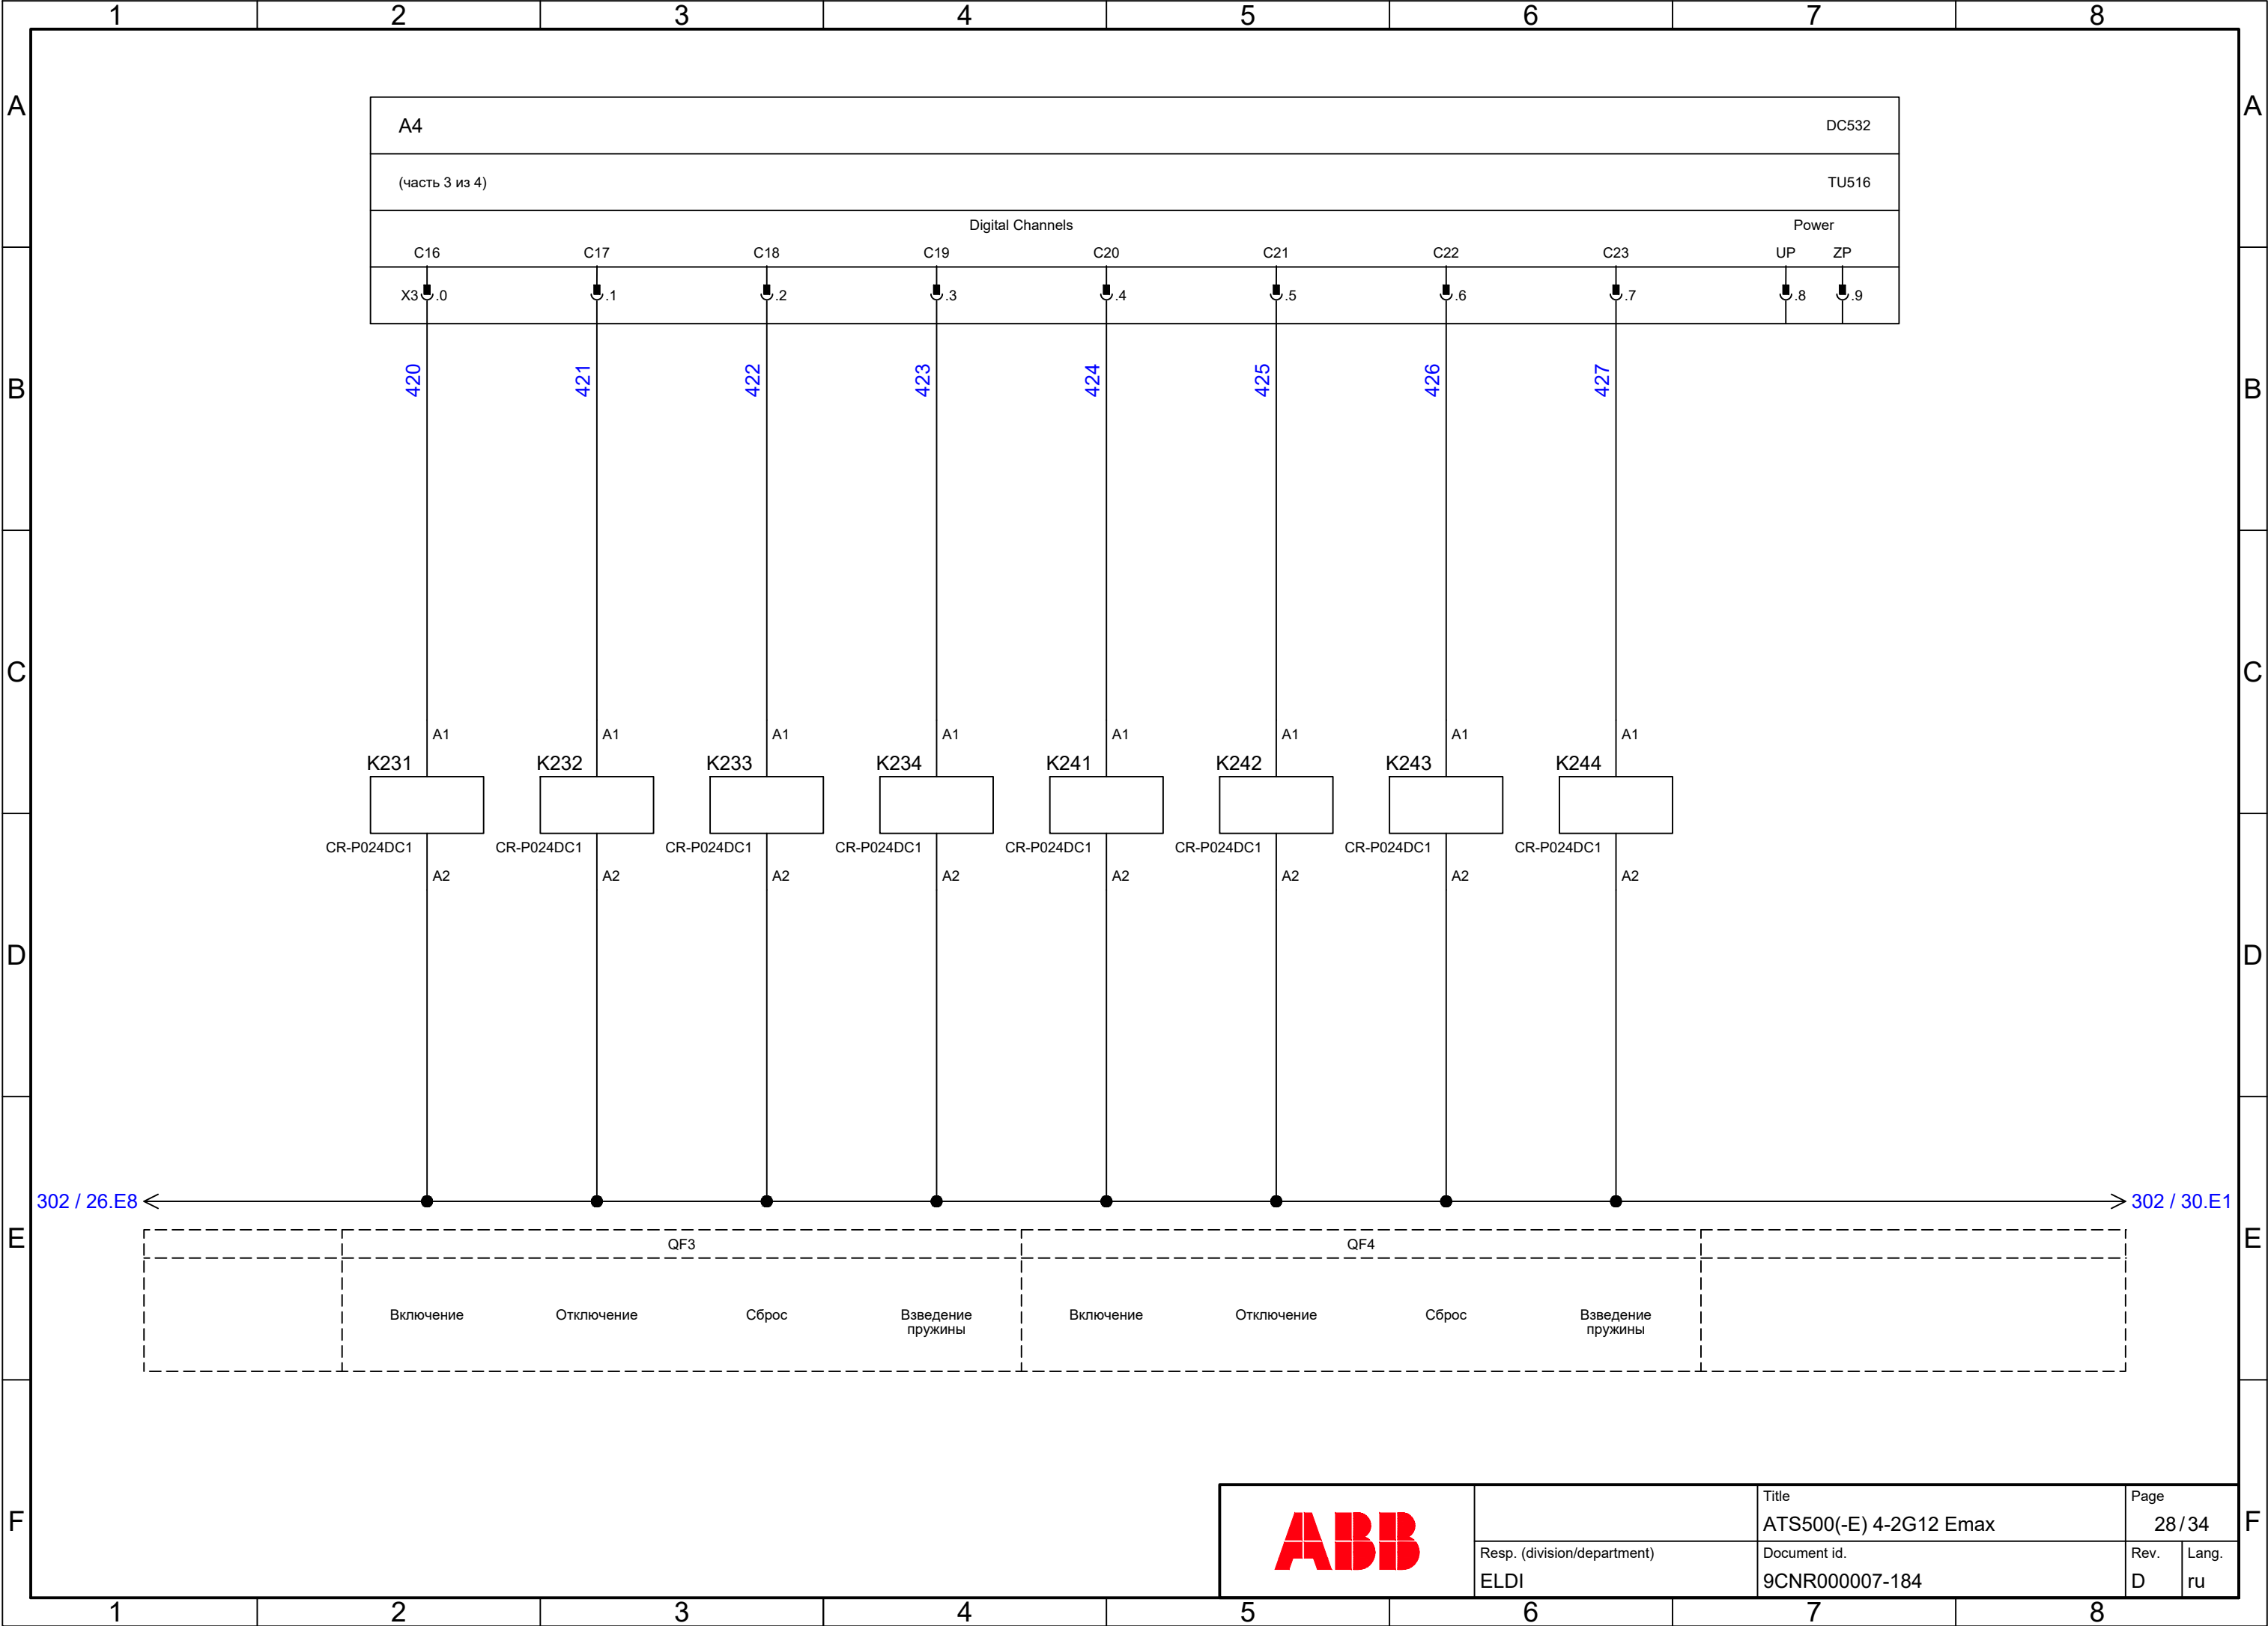 1 2 3 4 5 6 7 8
A A
A4 DC532
(часть 3 из 4) TU516
Digital Channels Power
C16 C17 C18 C19 C20 C21 C22 C23 UP ZP
X3 .0 .1 .2 .3 .4 .5 .6 .7 .8 .9
420 421 422 423 424 425 426 427
B B
C C
A1 A1 A1 A1 A1 A1 A1 A1
K231 K232 K233 K234 K241 K242 K243 K244
CR-P024DC1 CR-P024DC1 CR-P024DC1 CR-P024DC1 CR-P024DC1 CR-P024DC1 CR-P024DC1 CR-P024DC1
A2 A2 A2 A2 A2 A2 A2 A2
D D
302 / 26.E8 302 / 30.E1
E E
QF3 QF4
Включение Отключение Сброс Взведение пружины Включение Отключение Сброс Взведение пружины
F F
ABB
Title
ATS500(-E) 4-2G12 Emax
Page
28/34
Resp. (division/department)
ELDI
Document id.
9CNR000007-184
Rev.
D
Lang.
ru
1 2 3 4 5 6 7 8